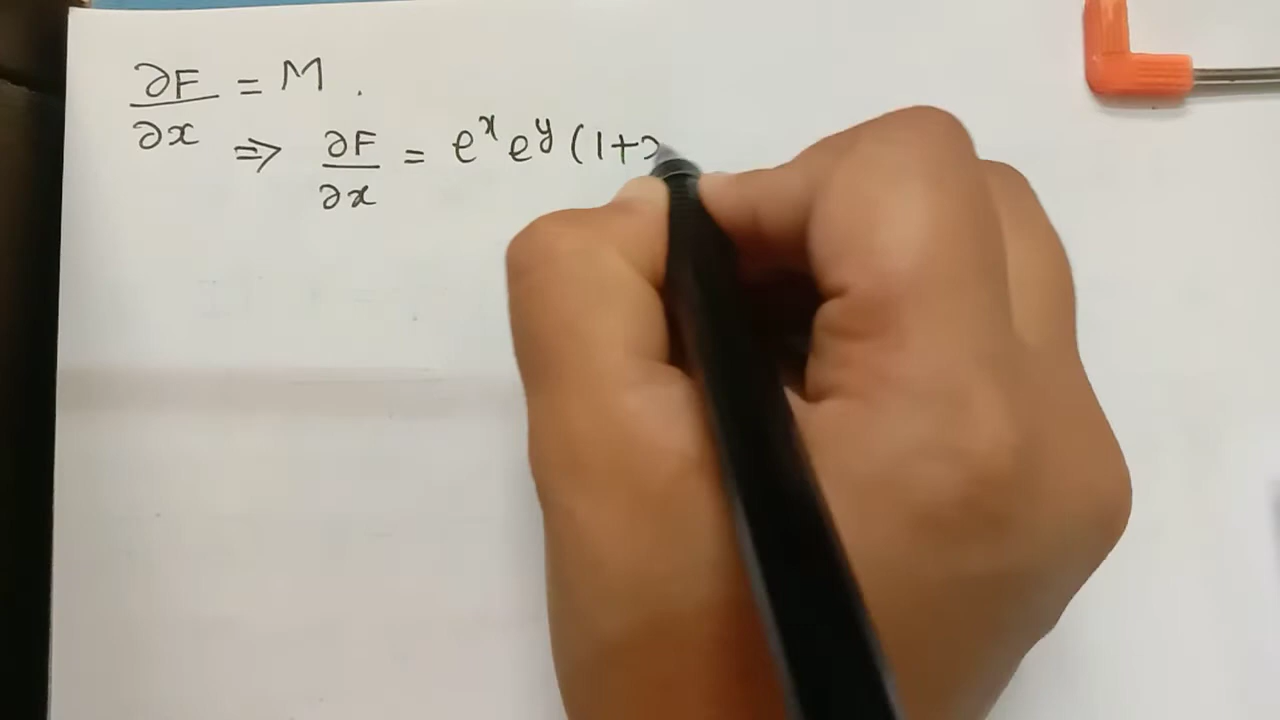 ∂F/∂x = M .
⇒ ∂F/∂x = e^x e^y (1+